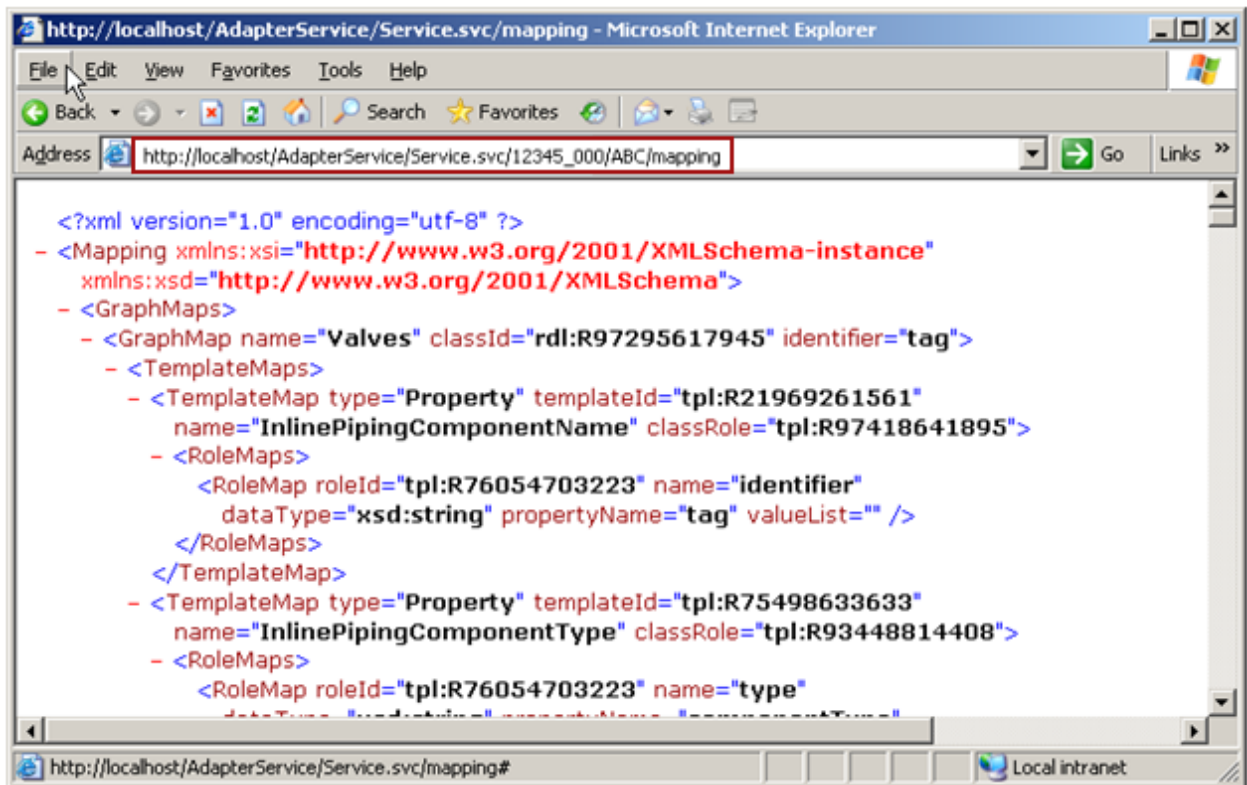 http://localhost/AdapterService/Service.svc/mapping - Microsoft Internet Explorer
File Edit View Favorites Tools Help
Back Search Favorites
Address http://localhost/AdapterService/Service.svc/12345_000/ABC/mapping Go Links »
<?xml version="1.0" encoding="utf-8" ?>
- <Mapping xmlns:xsi="http://www.w3.org/2001/XMLSchema-instance"
xmlns:xsd="http://www.w3.org/2001/XMLSchema">
- <GraphMaps>
- <GraphMap name="Valves" classId="rdl:R97295617945" identifier="tag">
- <TemplateMaps>
- <TemplateMap type="Property" templateId="tpl:R21969261561"
name="InlinePipingComponentName" classRole="tpl:R97418641895">
- <RoleMaps>
<RoleMap roleId="tpl:R76054703223" name="identifier"
dataType="xsd:string" propertyName="tag" valueList="" />
</RoleMaps>
</TemplateMap>
- <TemplateMap type="Property" templateId="tpl:R75498633633"
name="InlinePipingComponentType" classRole="tpl:R93448814408">
- <RoleMaps>
<RoleMap roleId="tpl:R76054703223" name="type"
dataType="xsd:string" propertyName="componentType"
http://localhost/AdapterService/Service.svc/mapping# Local intranet